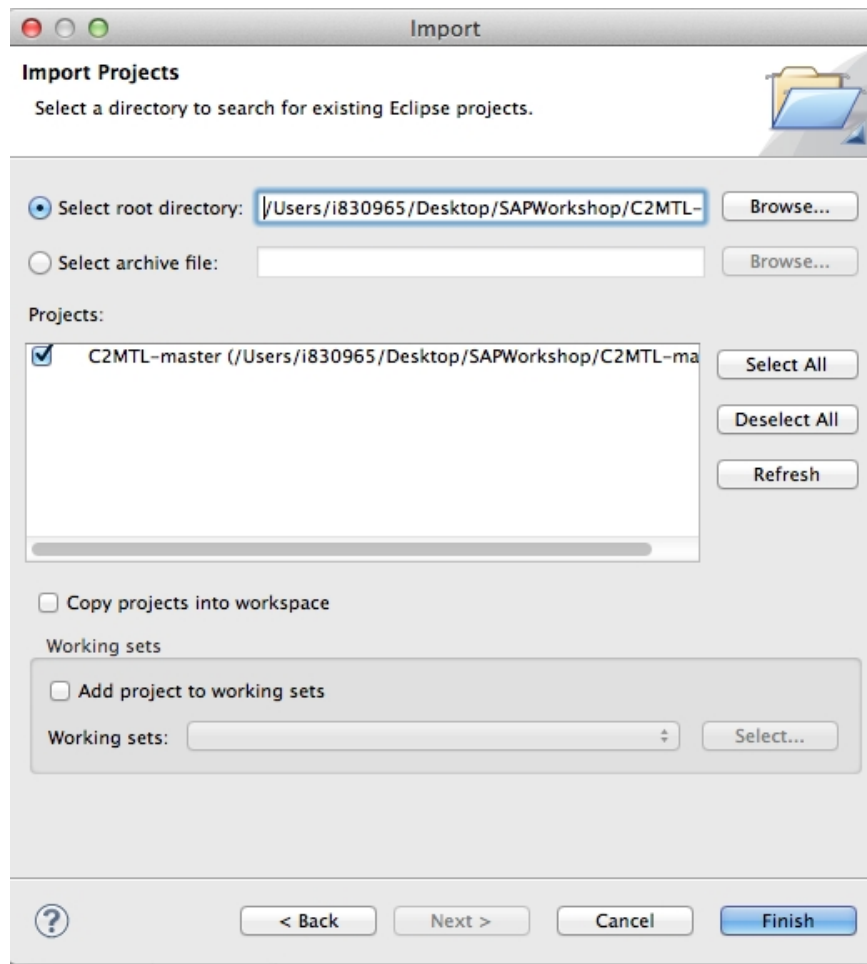 Import
Import Projects
Select a directory to search for existing Eclipse projects.
Select root directory: /Users/i830965/Desktop/SAPWorkshop/C2MTL- Browse...
Select archive file: Browse...
Projects:
C2MTL-master (/Users/i830965/Desktop/SAPWorkshop/C2MTL-ma
Select All
Deselect All
Refresh
Copy projects into workspace
Working sets
Add project to working sets
Working sets: Select...
? < Back Next > Cancel Finish